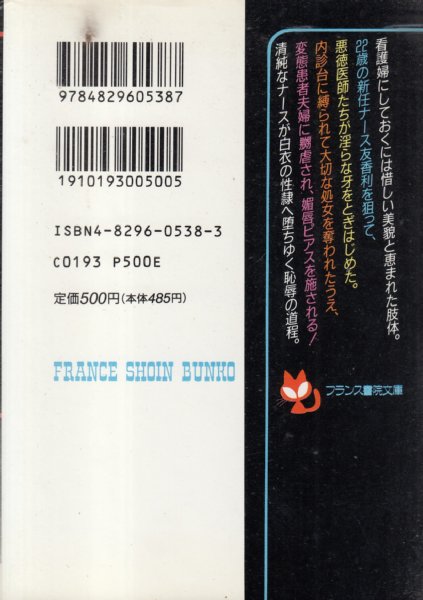 看護婦にしておくには惜しい美貌と恵まれた肢体。
22歳の新任ナース友香利を狙って、
悪徳医師たちが淫らな牙をとぎはじめた。
内診台に縛られて大切な処女を奪われたうえ、
変態患者夫婦に嬲虐され、媚唇ピアスを施される！
清純なナースが白衣の性隷へ堕ちゆく恥辱の道程。
フランス書院文庫
9784829605387
1910193005005
ISBN4-8296-0538-3
C0193 P500E
定価500円(本体485円)
FRANCE SHOIN BUNKO